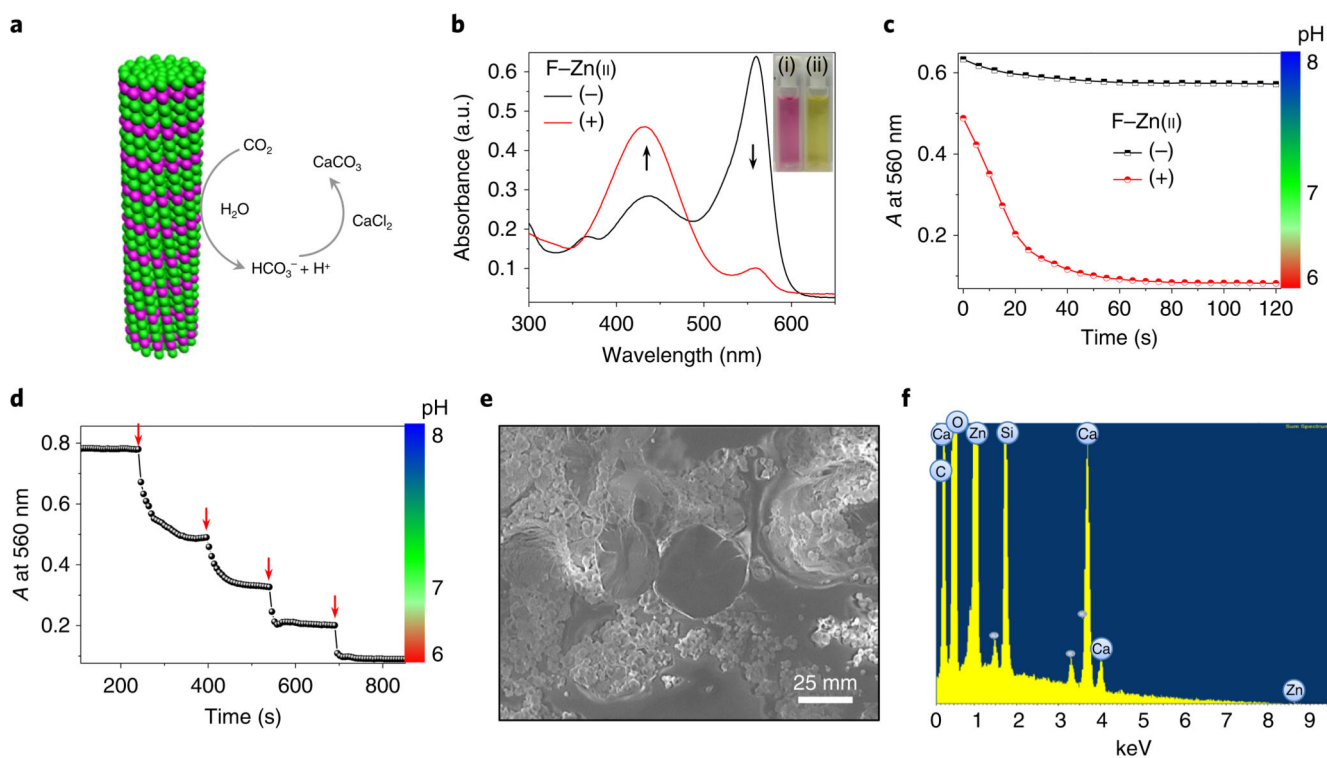 a
CO₂
H₂O
HCO₃⁻ + H⁺
CaCO₃
CaCl₂
b
F–Zn(II)
(–)
(+)
(i) (ii)
Absorbance (a.u.)
0.6
0.5
0.4
0.3
0.2
0.1
300 400 500 600
Wavelength (nm)
c
pH
8
7
6
F–Zn(II)
(–)
(+)
A at 560 nm
0.6
0.4
0.2
0 20 40 60 80 100 120
Time (s)
d
pH
8
7
6
A at 560 nm
0.8
0.6
0.4
0.2
200 400 600 800
Time (s)
e
25 mm
f
Sum Spectrum
Ca O Zn Si Ca
C
Ca
Zn
0 1 2 3 4 5 6 7 8 9
keV